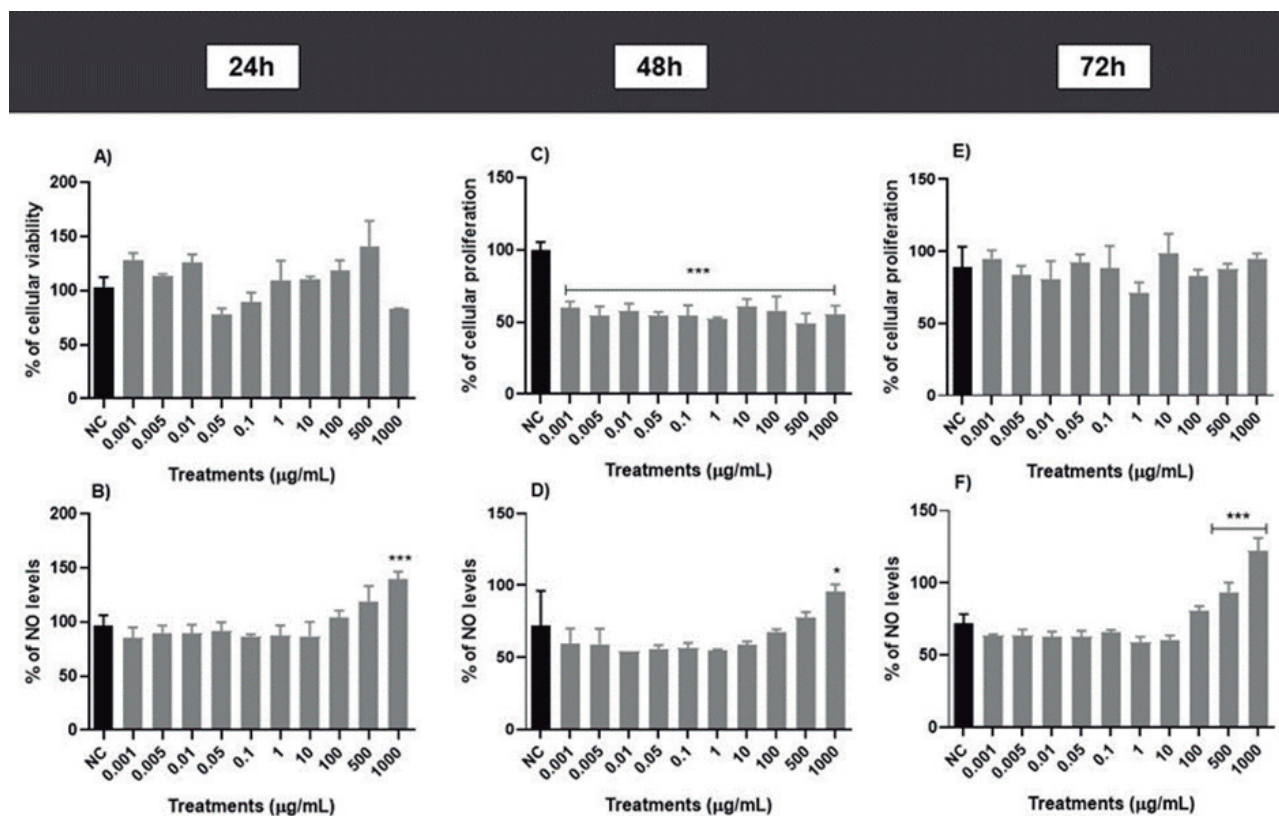 24h
48h
72h
A)
% of cellular viability
200
150
100
50
0
NC 0.001 0.005 0.01 0.05 0.1 1 10 100 500 1000
Treatments (µg/mL)
C)
% of cellular proliferation
150
100
50
0
***
NC 0.001 0.005 0.01 0.05 0.1 1 10 100 500 1000
Treatments (µg/mL)
E)
% of cellular proliferation
150
100
50
0
NC 0.001 0.005 0.01 0.05 0.1 1 10 100 500 1000
Treatments (µg/mL)
B)
% of NO levels
200
150
100
50
0
***
NC 0.001 0.005 0.01 0.05 0.1 1 10 100 500 1000
Treatments (µg/mL)
D)
% of NO levels
150
100
50
0
*
NC 0.001 0.005 0.01 0.05 0.1 1 10 100 500 1000
Treatments (µg/mL)
F)
% of NO levels
150
100
50
0
***
NC 0.001 0.005 0.01 0.05 0.1 1 10 100 500 1000
Treatments (µg/mL)